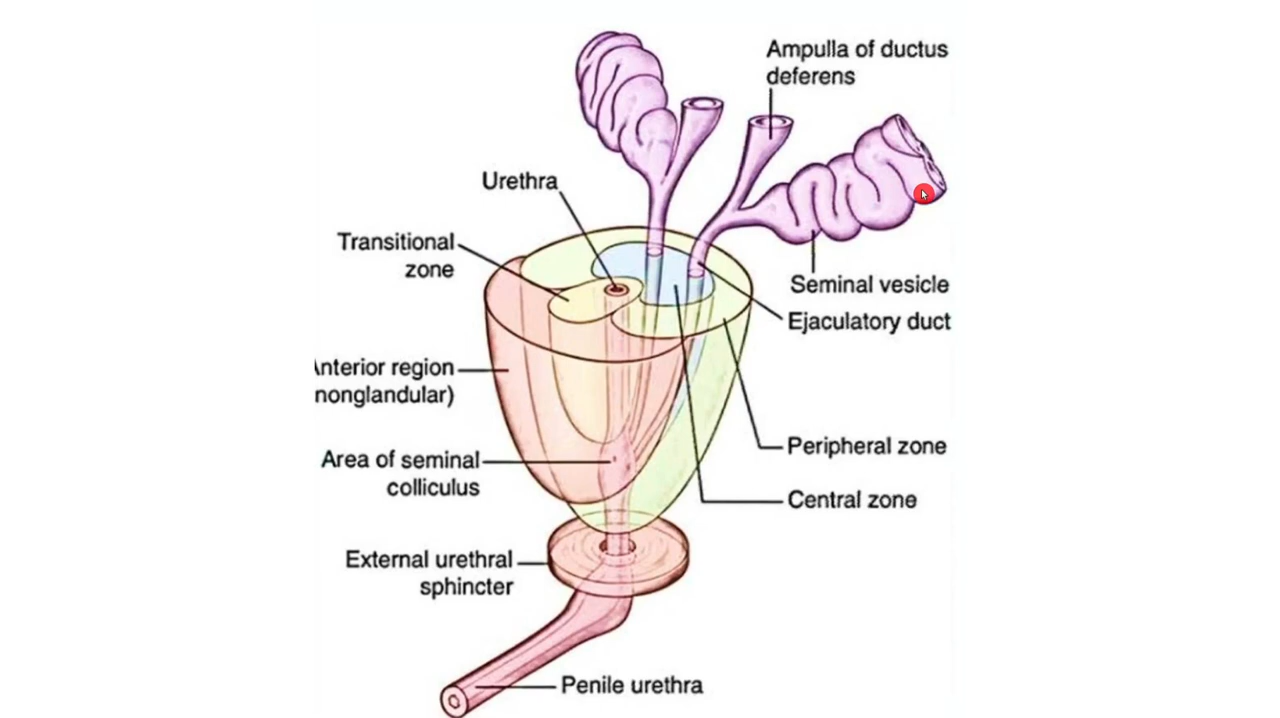 Ampulla of ductus
deferens
Urethra
Transitional
zone
Seminal vesicle
Ejaculatory duct
nterior region
nonglandular)
Peripheral zone
Area of seminal
colliculus
Central zone
External urethral
sphincter
Penile urethra